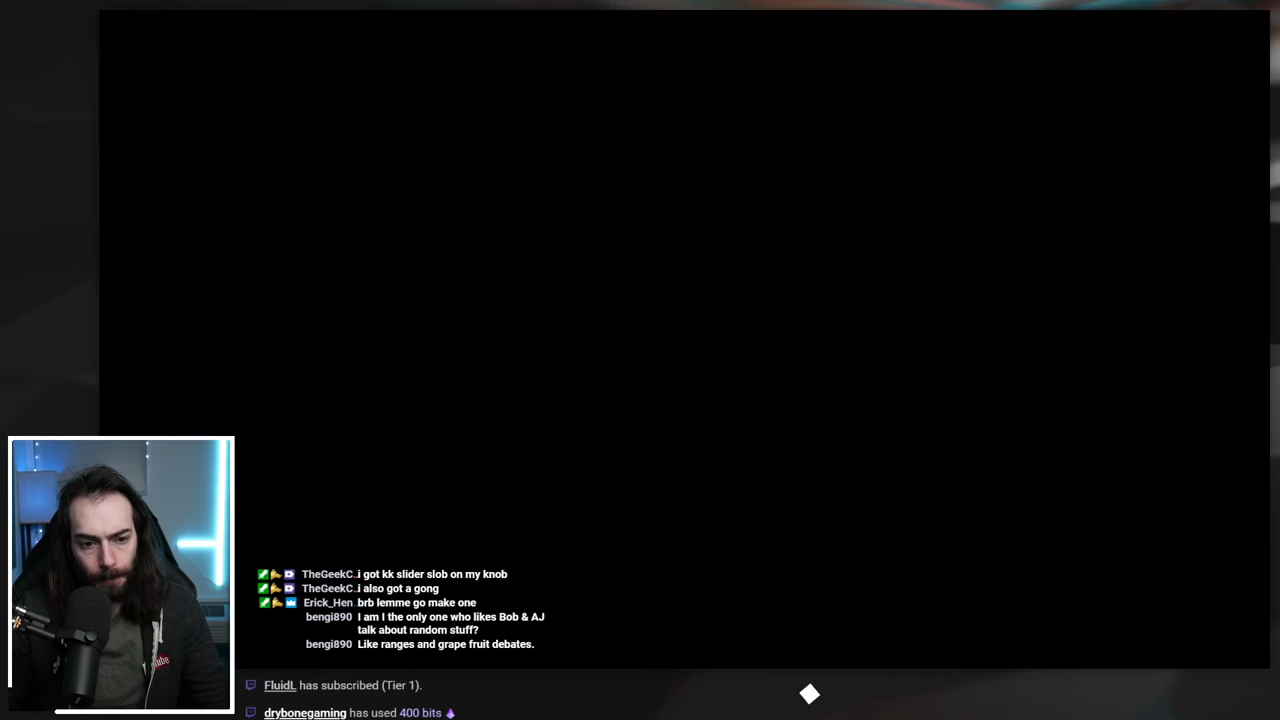 TheGeekC..i got kk slider slob on my knob
TheGeekC..i also got a gong
Erick_Hen.brb lemme go make one
bengi890 I am I the only one who likes Bob & AJ
talk about random stuff?
bengi890 Like ranges and grape fruit debates.
ube
FluidL has subscribed (Tier 1).
drybonegaming has used 400 bits